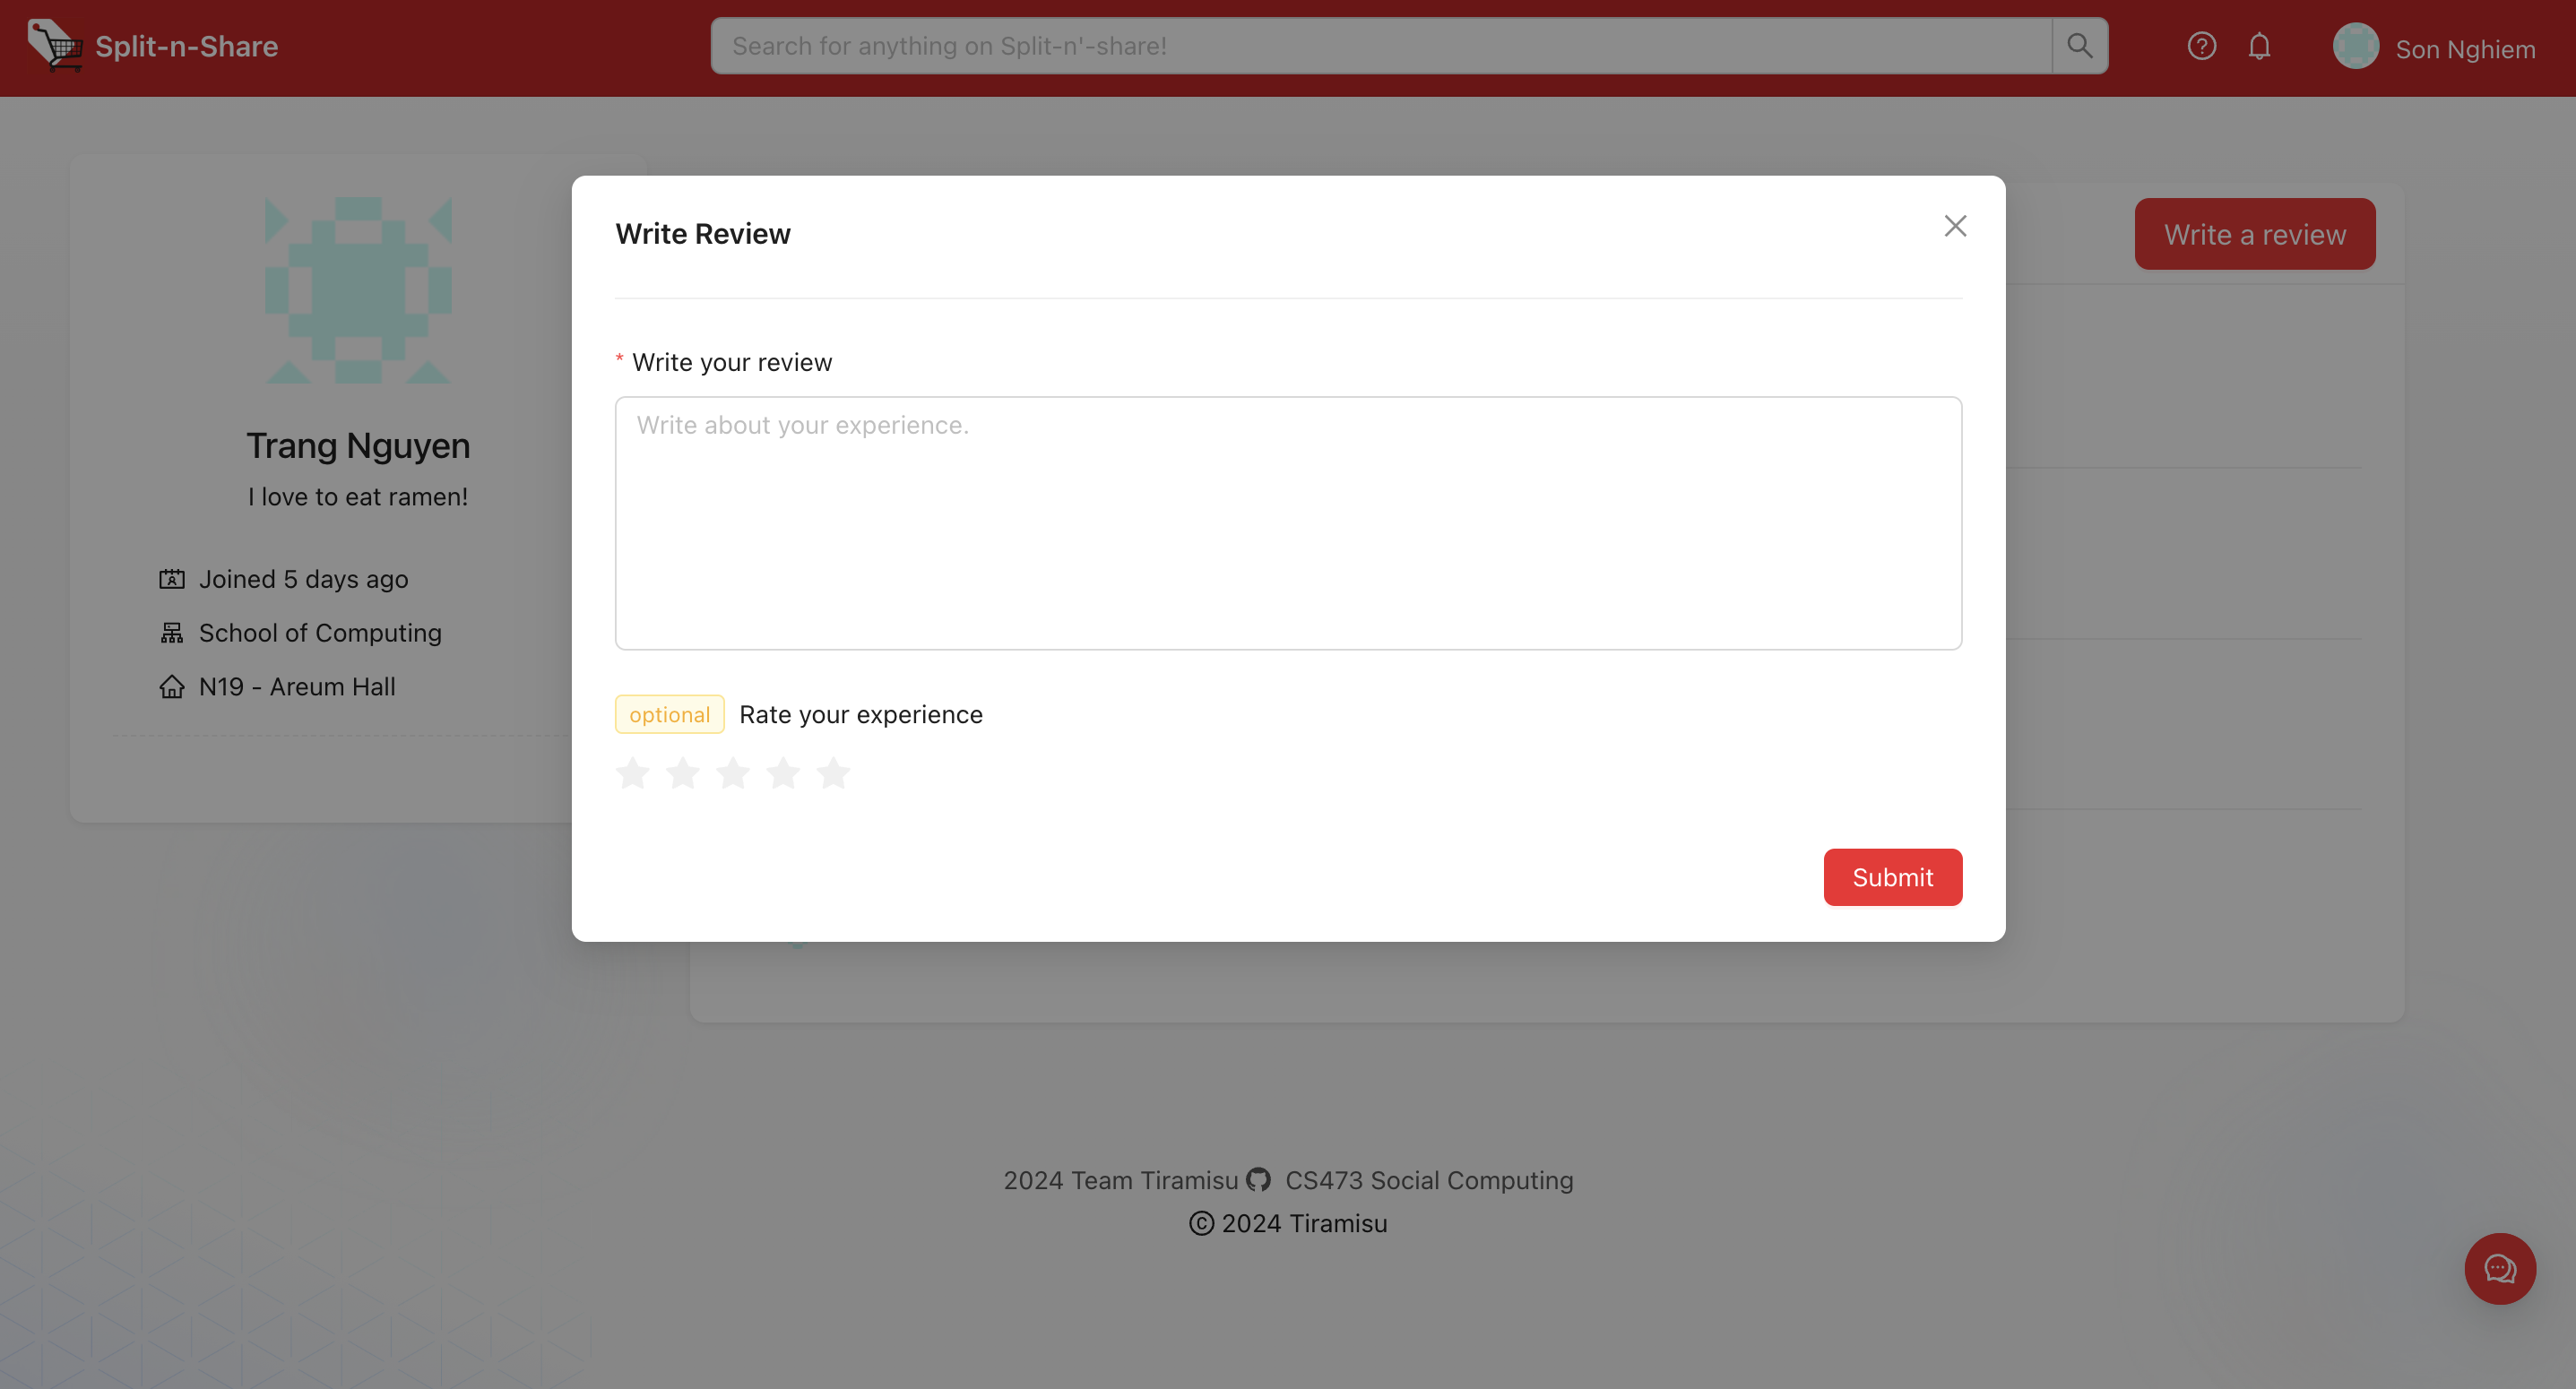 Split-n-Share
Search for anything on Split-n'-share!
Son Nghiem
Write a review
Trang Nguyen
I love to eat ramen!
Joined 5 days ago
School of Computing
N19 - Areum Hall
Write Review
* Write your review
Write about your experience.
optional Rate your experience
Submit
2024 Team Tiramisu CS473 Social Computing
© 2024 Tiramisu